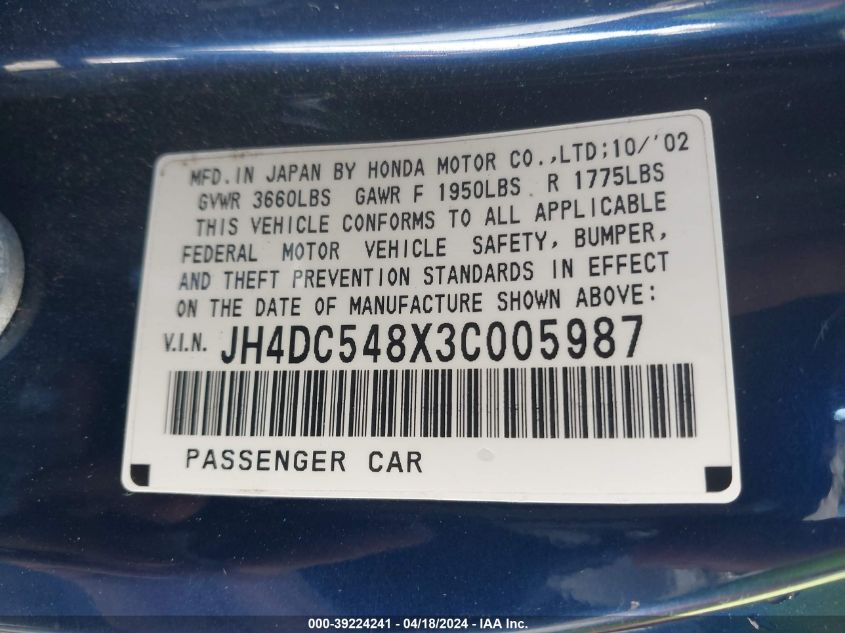 MFD. IN JAPAN BY HONDA MOTOR CO.,LTD;10/'02
GVWR 3660LBS GAWR F 1950LBS R 1775LBS
THIS VEHICLE CONFORMS TO ALL APPLICABLE
FEDERAL MOTOR VEHICLE SAFETY, BUMPER,
AND THEFT PREVENTION STANDARDS IN EFFECT
ON THE DATE OF MANUFACTURE SHOWN ABOVE:
V.I.N. JH4DC548X3C005987
PASSENGER CAR
000-39224241 - 04/18/2024 - IAA Inc.